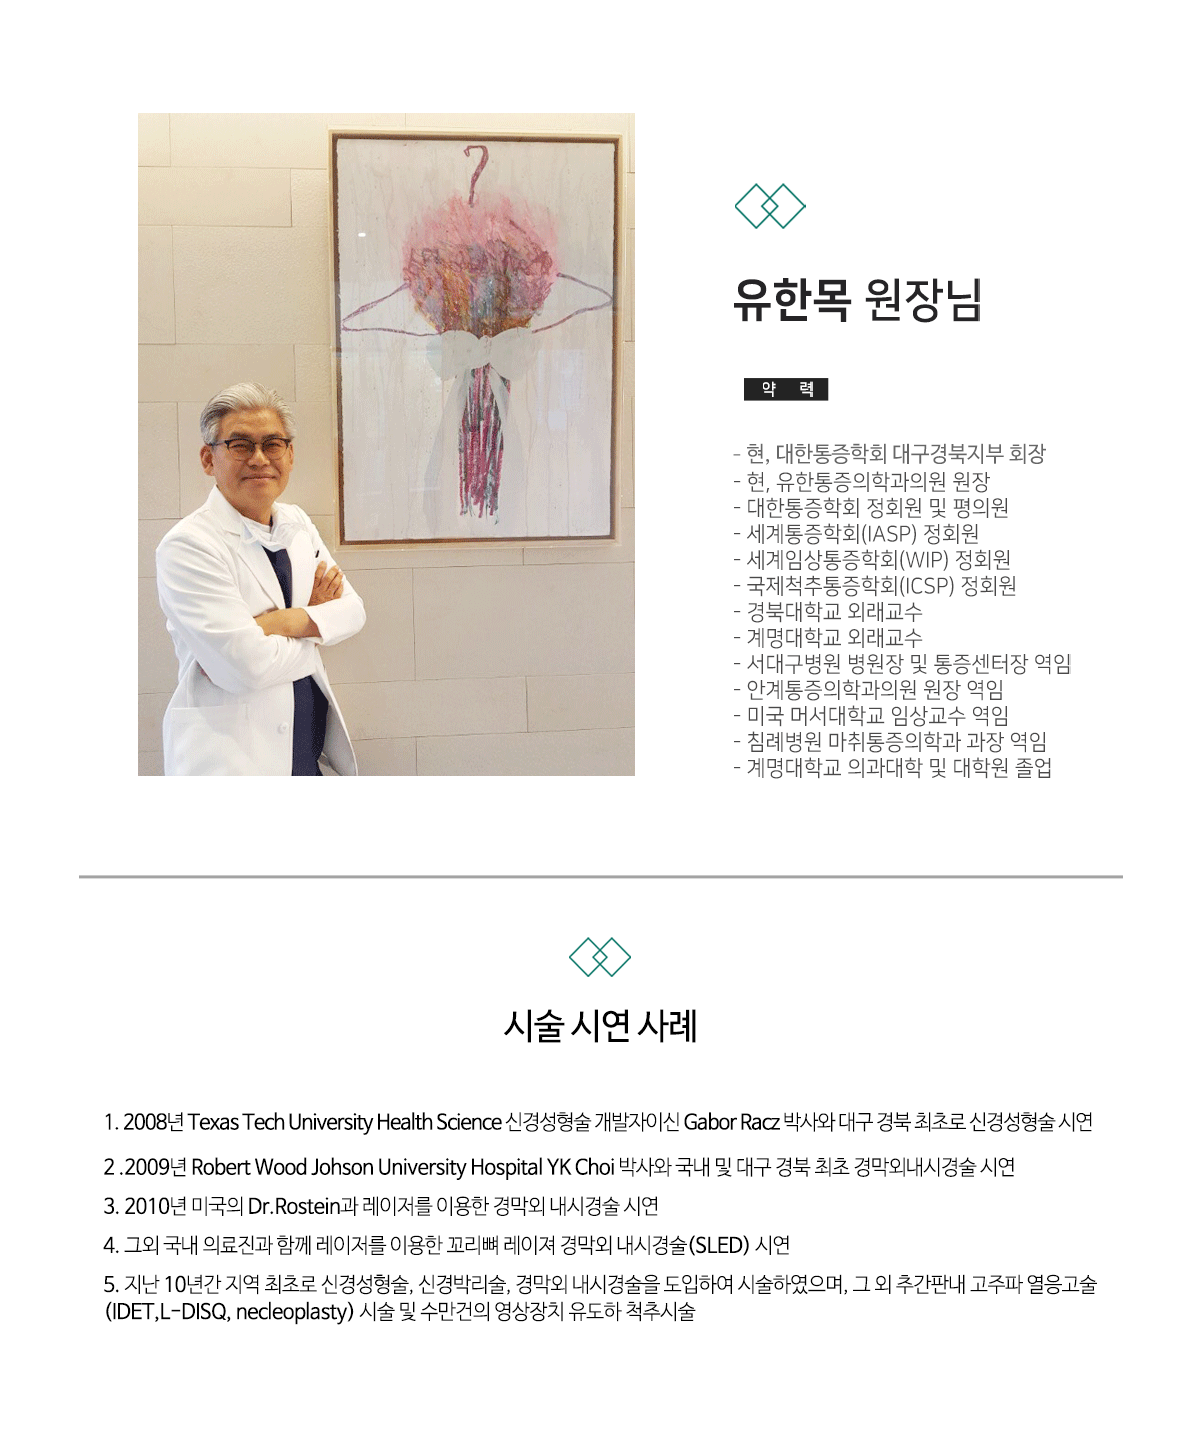 유한목 원장님
약 력
- 현, 대한통증학회 대구경북지부 회장
- 현, 유한통증의학과의원 원장
- 대한통증학회 정회원 및 평의원
- 세계통증학회(IASP) 정회원
- 세계임상통증학회(WIP) 정회원
- 국제척추통증학회(ICSP) 정회원
- 경북대학교 외래교수
- 계명대학교 외래교수
- 서대구병원 병원장 및 통증센터장 역임
- 안계통증의학과의원 원장 역임
- 미국 머서대학교 임상교수 역임
- 침례병원 마취통증의학과 과장 역임
- 계명대학교 의과대학 및 대학원 졸업
시술 시연 사례
1. 2008년 Texas Tech University Health Science 신경성형술 개발자이신 Gabor Racz 박사와 대구 경북 최초로 신경성형술 시연
2 .2009년 Robert Wood Johson University Hospital YK Choi 박사와 국내 및 대구 경북 최초 경막외내시경술 시연
3. 2010년 미국의 Dr.Rostein과 레이저를 이용한 경막외 내시경술 시연
4. 그외 국내 의료진과 함께 레이저를 이용한 꼬리뼈 레이져 경막외 내시경술(SLED) 시연
5. 지난 10년간 지역 최초로 신경성형술, 신경박리술, 경막외 내시경술을 도입하여 시술하였으며, 그 외 추간판내 고주파 열응고술
(IDET,L-DISQ, necleoplasty) 시술 및 수만건의 영상장치 유도하 척추시술